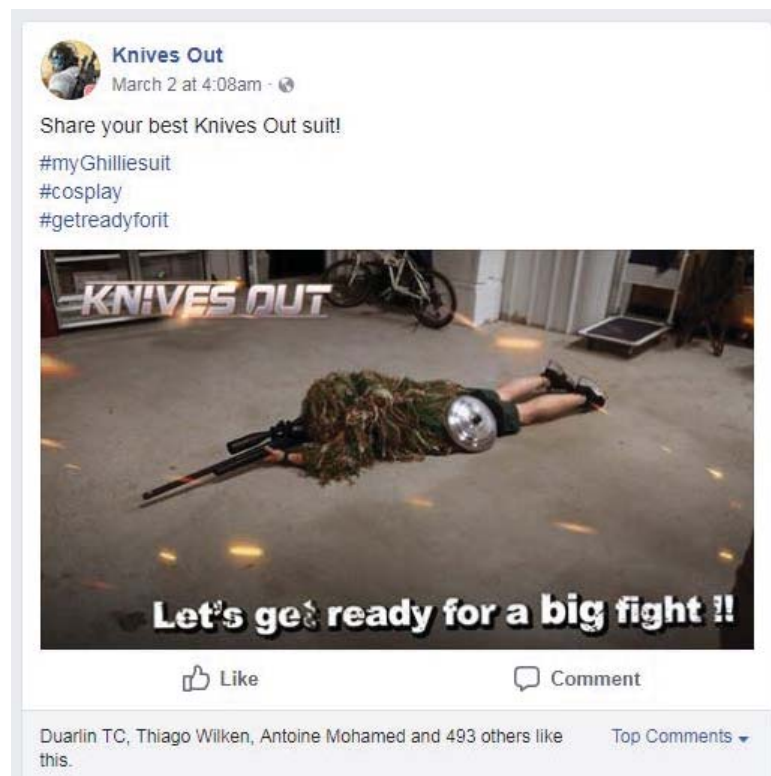 Knives Out
March 2 at 4:08am ·
Share your best Knives Out suit!
#myGhilliesuit
#cosplay
#getreadyforit
KNIVES OUT
Let's get ready for a big fight !!
Like
Comment
Duarlin TC, Thiago Wilken, Antoine Mohamed and 493 others like
this.
Top Comments